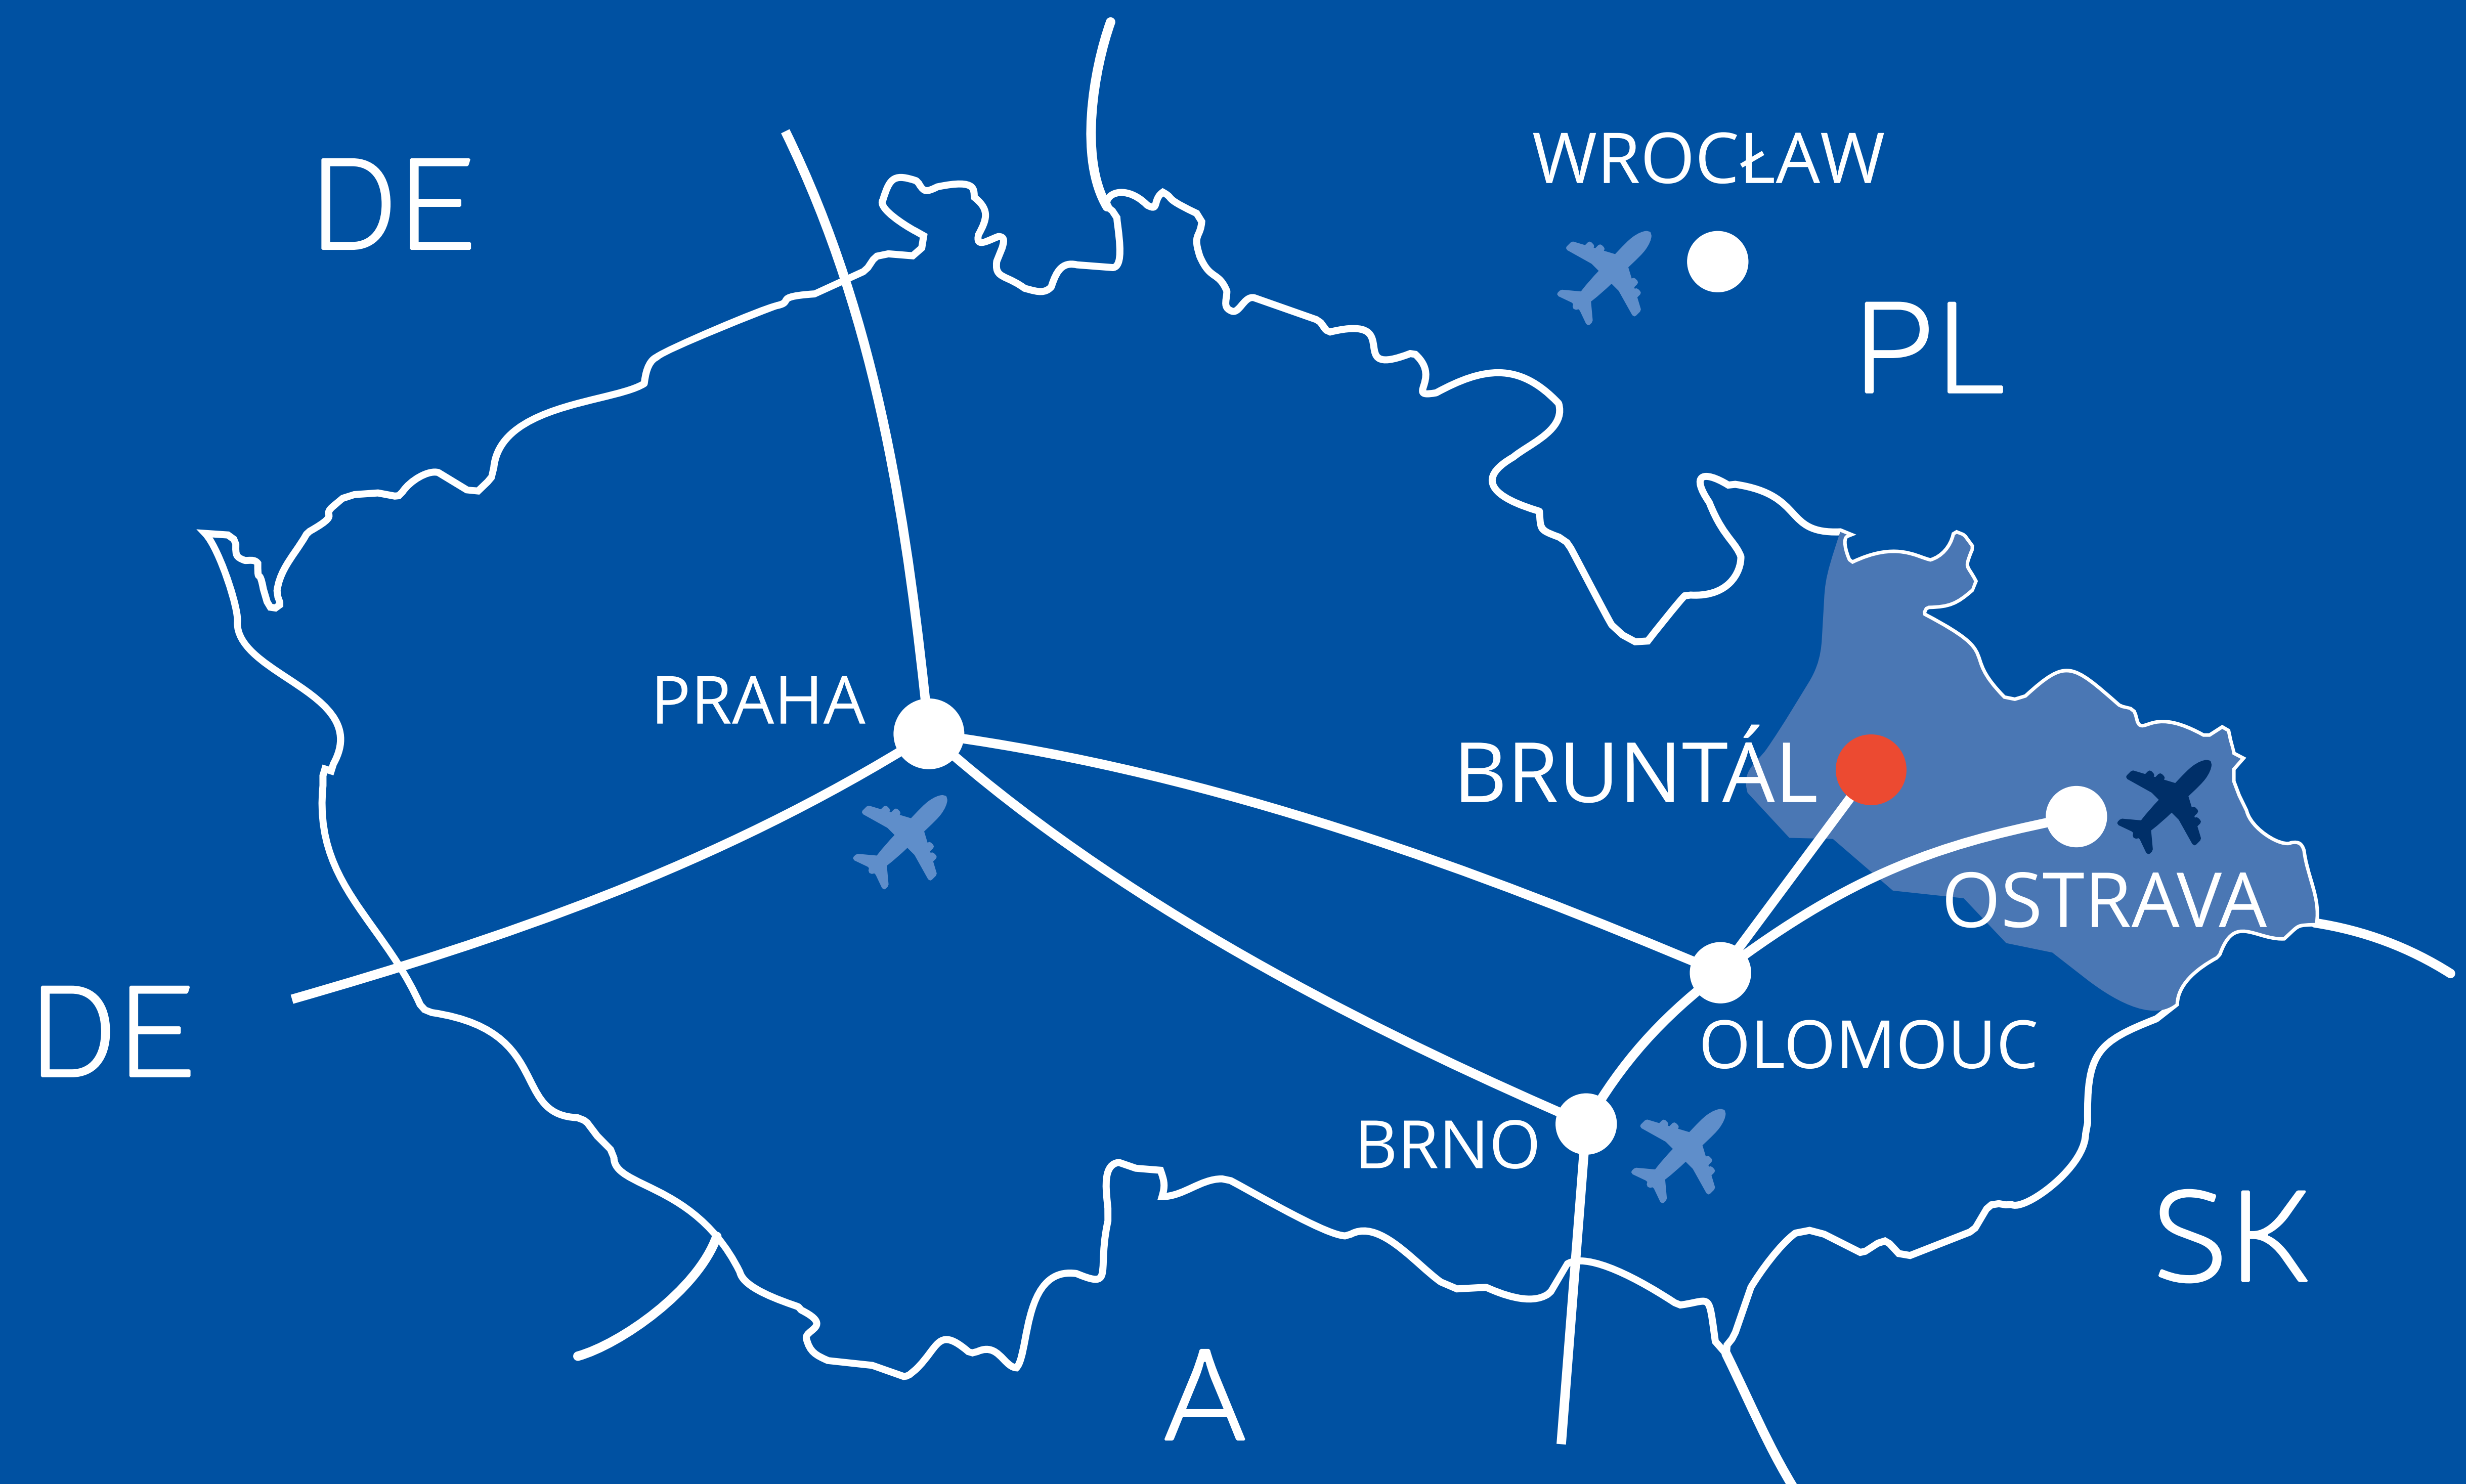 WROCŁAW
DE
PL
PRAHA
BRUNTÁL
OSTRAVA
DE
OLOMOUC
BRNO
SK
A